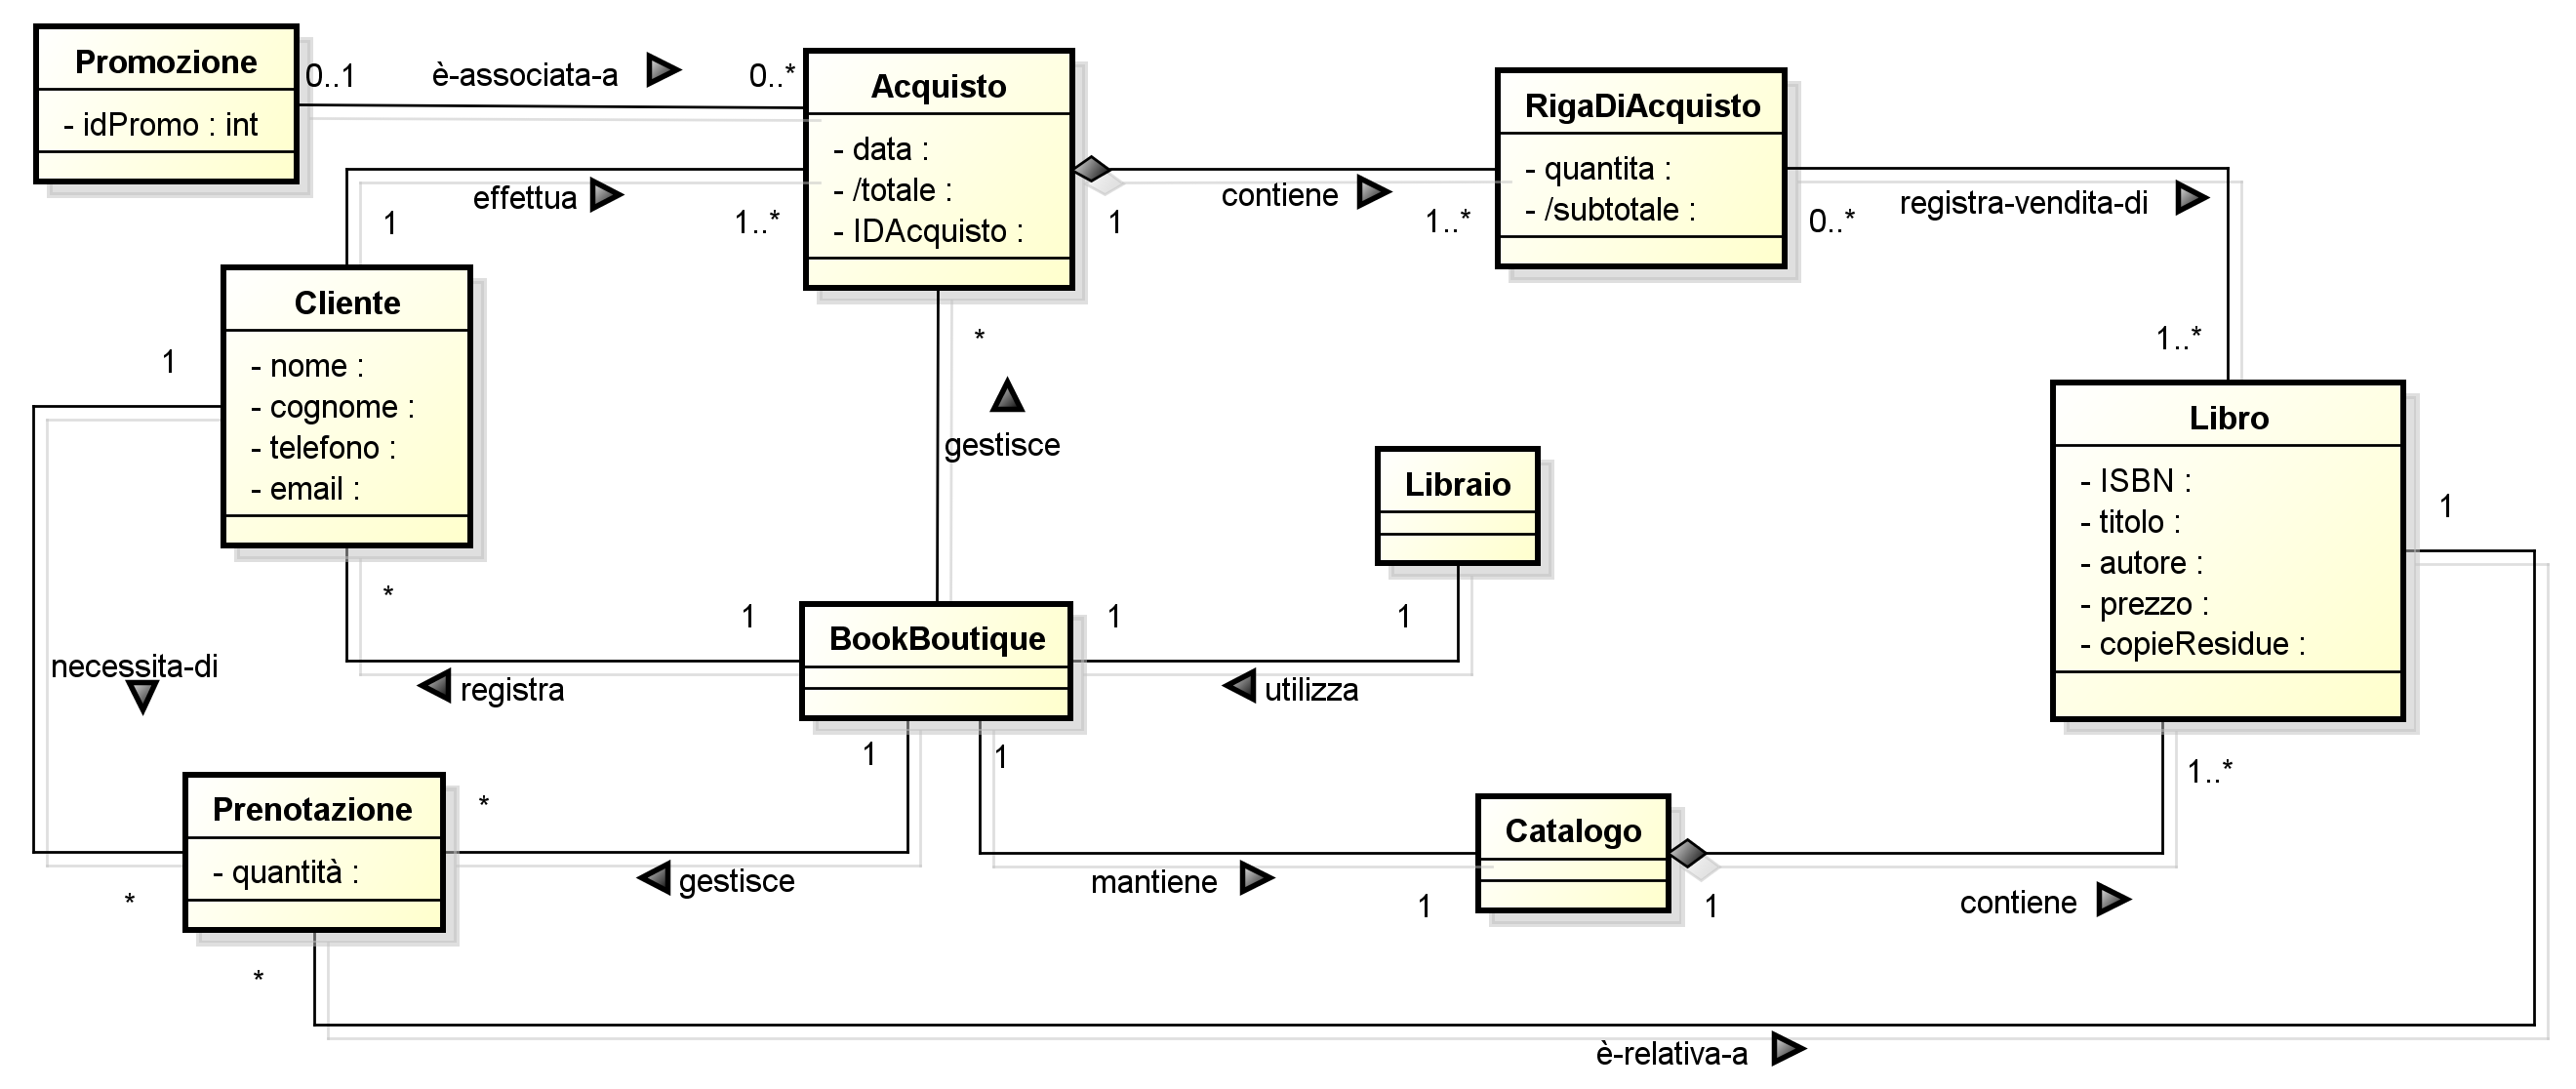 Promozione
- idPromo : int
0..1
è-associata-a
0..*
Acquisto
- data :
- /totale :
- IDAcquisto :
RigaDiAcquisto
- quantita :
- /subtotale :
effettua
1
1..*
1
contiene
1..*
0..*
registra-vendita-di
1..*
Cliente
- nome :
- cognome :
- telefono :
- email :
1
*
gestisce
Libraio
Libro
- ISBN :
- titolo :
- autore :
- prezzo :
- copieResidue :
1
*
1
BookBoutique
1
1
registra
utilizza
necessita-di
1
1
1..*
Prenotazione
- quantità :
*
*
*
gestisce
mantiene
1
Catalogo
1
contiene
è-relativa-a